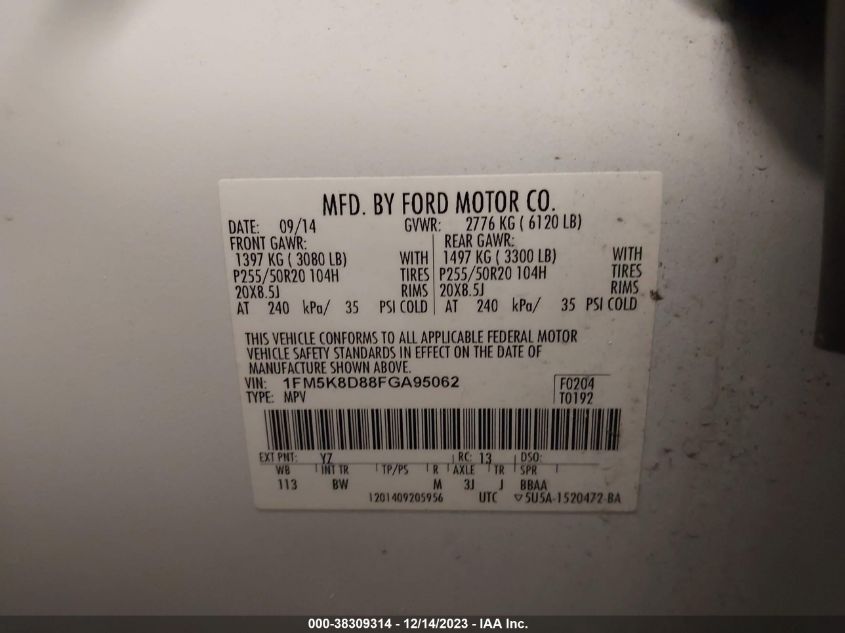 MFD. BY FORD MOTOR CO.
DATE: 09/14 GVWR: 2776 KG ( 6120 LB)
FRONT GAWR: REAR GAWR:
1397 KG ( 3080 LB) WITH 1497 KG ( 3300 LB) WITH
P255/50R20 104H TIRES P255/50R20 104H TIRES
20X8.5J RIMS 20X8.5J RIMS
AT 240 kPa/ 35 PSI COLD AT 240 kPa/ 35 PSI COLD
THIS VEHICLE CONFORMS TO ALL APPLICABLE FEDERAL MOTOR
VEHICLE SAFETY STANDARDS IN EFFECT ON THE DATE OF
MANUFACTURE SHOWN ABOVE.
VIN: 1FM5K8D88FGA95062 F0204
TYPE: MPV T0192
EXT PNT: YZ RC: 13 DSO:
WB INT TR TP/PS R AXLE TR SPR
113 BW M 3J J BBAA
1201409205956 UTC ▽5U5A-1520472-BA
000-38309314 - 12/14/2023 - IAA Inc.